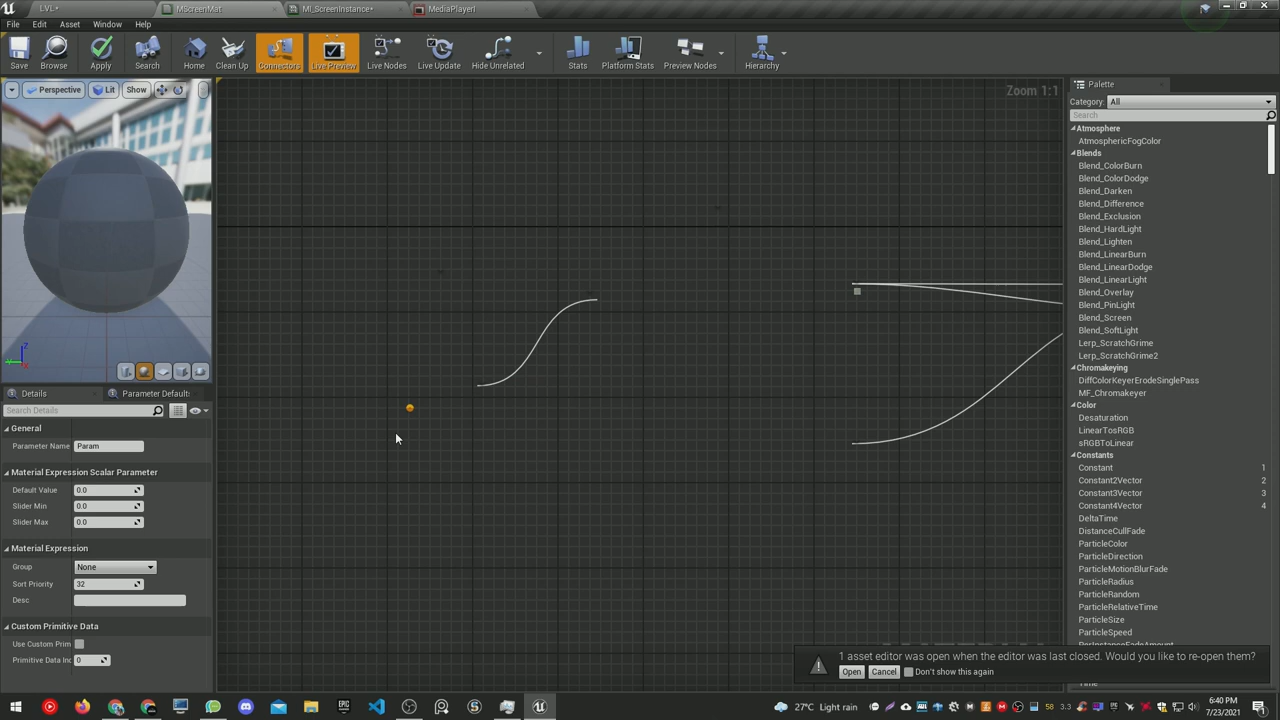 LVL*
MScreenMat
MI_ScreenInstance*
MediaPlayerI
File Edit Asset Window Help
Save Browse Apply Search Home Clean Up Connectors Live Preview Live Nodes Live Update Hide Unrelated Stats Platform Stats Preview Nodes Hierarchy
Perspective Lit Show
Zoom 1:1
Palette
Category: All
Search
Atmosphere
AtmosphericFogColor
Blends
Blend_ColorBurn
Blend_ColorDodge
Blend_Darken
Blend_Difference
Blend_Exclusion
Blend_HardLight
Blend_Lighten
Blend_LinearBurn
Blend_LinearDodge
Blend_LinearLight
Blend_Overlay
Blend_PinLight
Blend_Screen
Blend_SoftLight
Lerp_ScratchGrime
Lerp_ScratchGrime2
Chromakeying
DiffColorKeyerErodeSinglePass
MF_Chromakeyer
Color
Desaturation
LinearTosRGB
sRGBToLinear
Constants
Constant 1
Constant2Vector 2
Constant3Vector 3
Constant4Vector 4
DeltaTime
DistanceCullFade
ParticleColor
ParticleDirection
ParticleMotionBlurFade
ParticleRadius
ParticleRandom
ParticleRelativeTime
ParticleSize
ParticleSpeed
PerInstanceFadeAmount
Time
Details Parameter Default:
Search Details
General
Parameter Name Param
Material Expression Scalar Parameter
Default Value 0.0
Slider Min 0.0
Slider Max 0.0
Material Expression
Group None
Sort Priority 32
Desc
Custom Primitive Data
Use Custom Prim
Primitive Data Inc 0
1 asset editor was open when the editor was last closed. Would you like to re-open them?
Open Cancel Don't show this again
27°C Light rain
58 3.3
6:40 PM
7/23/2021